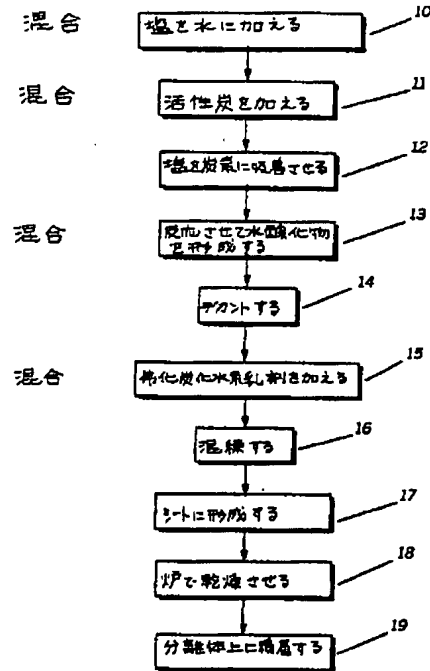 混合
塩を水に加える
10
混合
活性炭を加える
11
塩を炭素に吸着させる
12
混合
反応させて水酸化物
を形成する
13
デカントする
14
混合
弗化炭化水素乳剤を加える
15
混練する
16
シートに形成する
17
炉で乾燥させる
18
分離体上に積層する
19